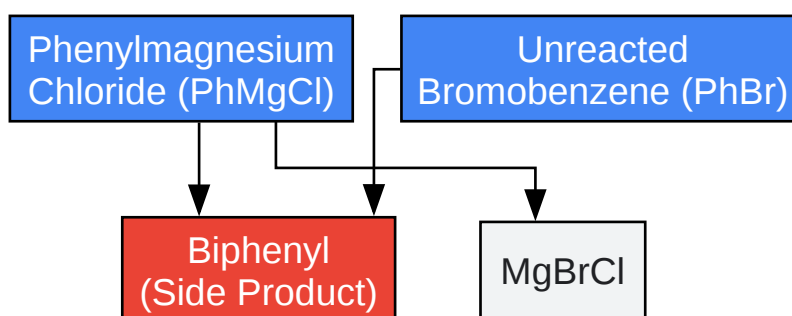 Phenylmagnesium
Chloride (PhMgCl)
Unreacted
Bromobenzene (PhBr)
Biphenyl
(Side Product)
MgBrCl